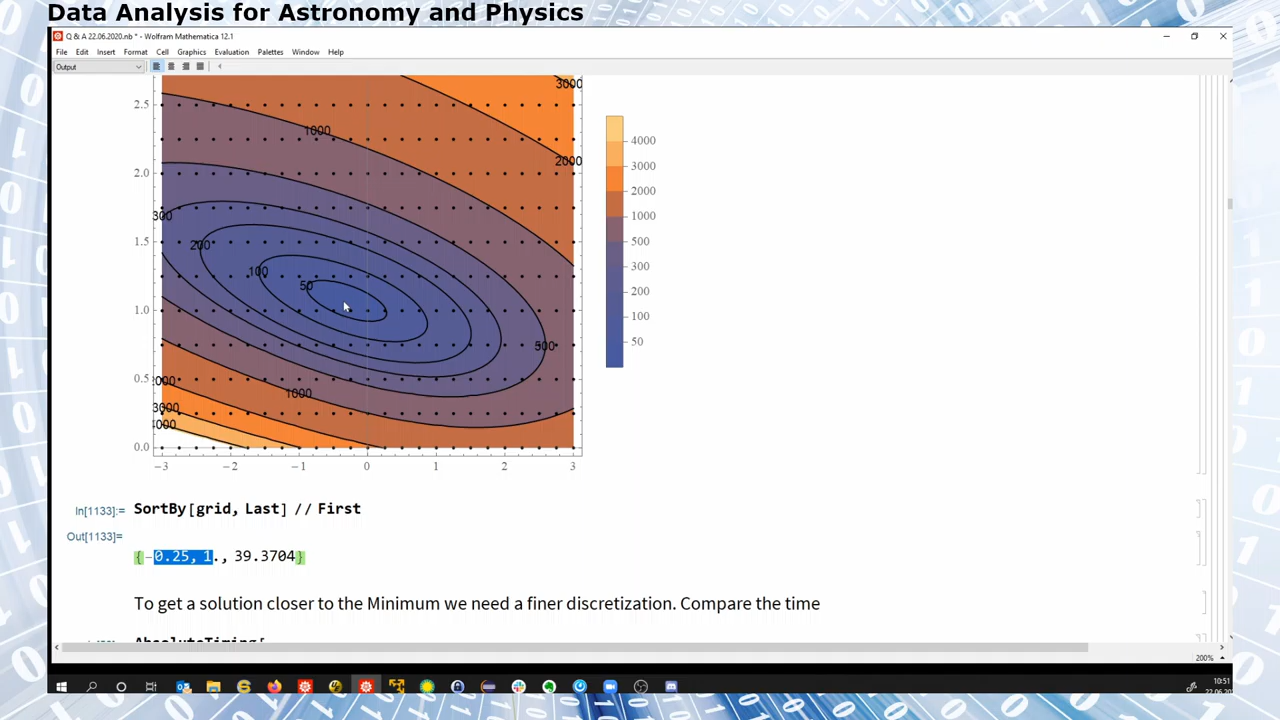 Data Analysis for Astronomy and Physics
Q & A 22.06.2020.nb * - Wolfram Mathematica 12.1
File Edit Insert Format Cell Graphics Evaluation Palettes Window Help
Output
3000
2.5
1000
4000
2000
3000
2.0
2000
300
1000
1.5
200
500
100
300
50
200
1.0
100
500
50
0.5
000
1000
3000
000
0.0
−3 −2 −1 0 1 2 3
In[1133]:= SortBy[grid, Last] // First
Out[1133]=
{-0.25, 1., 39.3704}
To get a solution closer to the Minimum we need a finer discretization. Compare the time
AbsoluteTiming[
200%
10:51